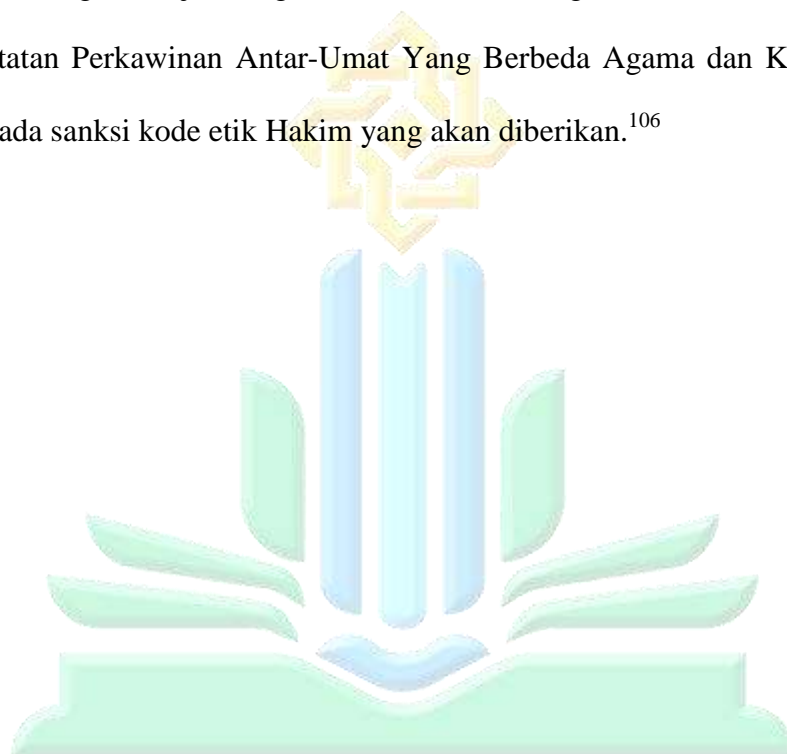 tatan Perkawinan Antar-Umat Yang Berbeda Agama dan K
ada sanksi kode etik Hakim yang akan diberikan.106